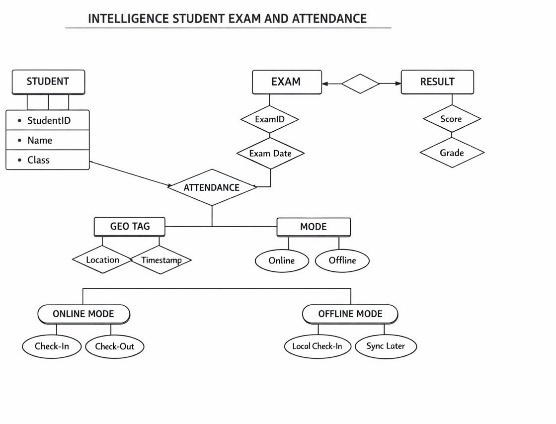 INTELLIGENCE STUDENT EXAM AND ATTENDANCE
STUDENT
EXAM
RESULT
• StudentID
• Name
• Class
ExamID
Exam Date
Score
Grade
ATTENDANCE
GEO TAG
MODE
Location
Timestamp
Online
Offline
ONLINE MODE
OFFLINE MODE
Check-In
Check-Out
Local Check-In
Sync Later